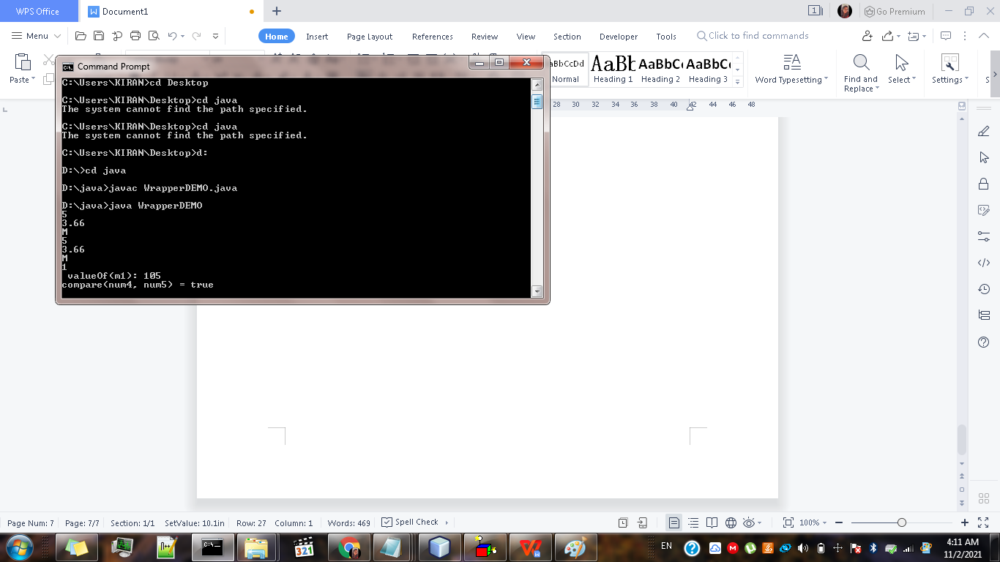 WPS Office
Document1
1
Go Premium
Menu
Home Insert Page Layout References Review View Section Developer Tools Click to find commands
Paste
AaBbCcDd AaBb AaBbC AaBbC
Normal Heading 1 Heading 2 Heading 3
Word Typesetting
Find and
Replace
Select
Settings
S
Command Prompt
C:\Users\KIRAN>cd Desktop
C:\Users\KIRAN\Desktop>cd java
The system cannot find the path specified.
C:\Users\KIRAN\Desktop>cd java
The system cannot find the path specified.
C:\Users\KIRAN\Desktop>d:
D:\>cd java
D:\java>javac WrapperDEMO.java
D:\java>java WrapperDEMO
5
3.66
M
5
3.66
M
1
valueOf(m1): 105
compare(num4, num5) = true
28 30 32 34 36 38 40 42 44 46 48
Page Num: 7 Page: 7/7 Section: 1/1 SetValue: 10.1in Row: 27 Column: 1 Words: 469 Spell Check
100%
EN
4:11 AM
11/2/2021